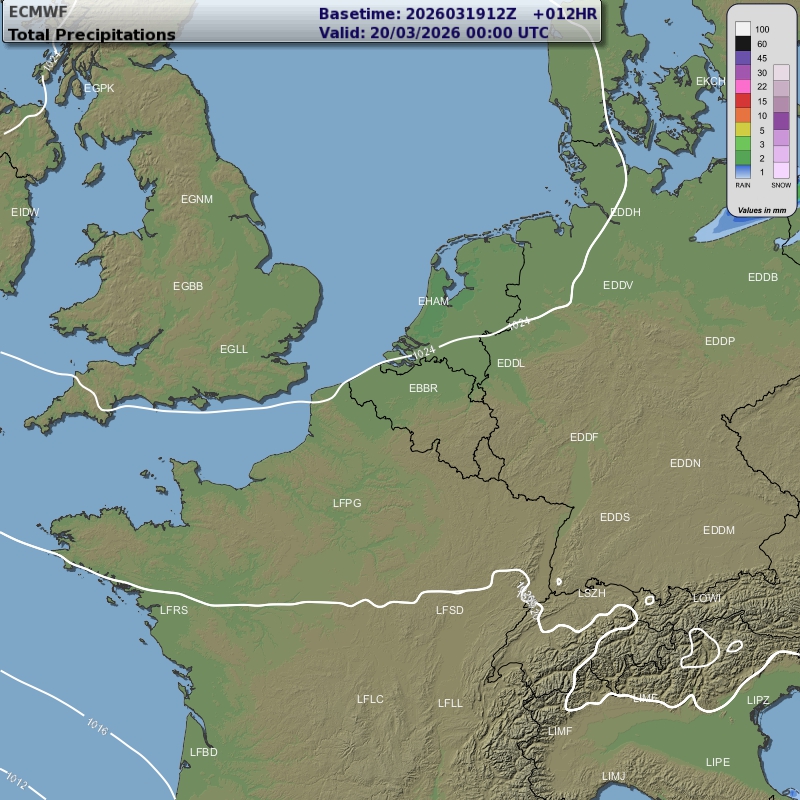 ECMWF
Basetime: 2026031912Z +012HR
Total Precipitations
Valid: 20/03/2026 00:00 UTC
100
60
45
30
22
15
10
5
3
2
1
RAIN
SNOW
Values in mm
1024
EGPK
EKCH
EGNM
EIDW
EDDH
EGBB
EDDV
EDDB
EHAM
1024
EDDP
EGLL
1024
EDDL
EBBR
EDDF
EDDN
LFPG
EDDS
EDDM
LSZH
LOWI
LFRS
LFSD
LFLC
LFLL
LIME
LIPZ
1016
LIMF
LFBD
LIPE
1012
LIMJ